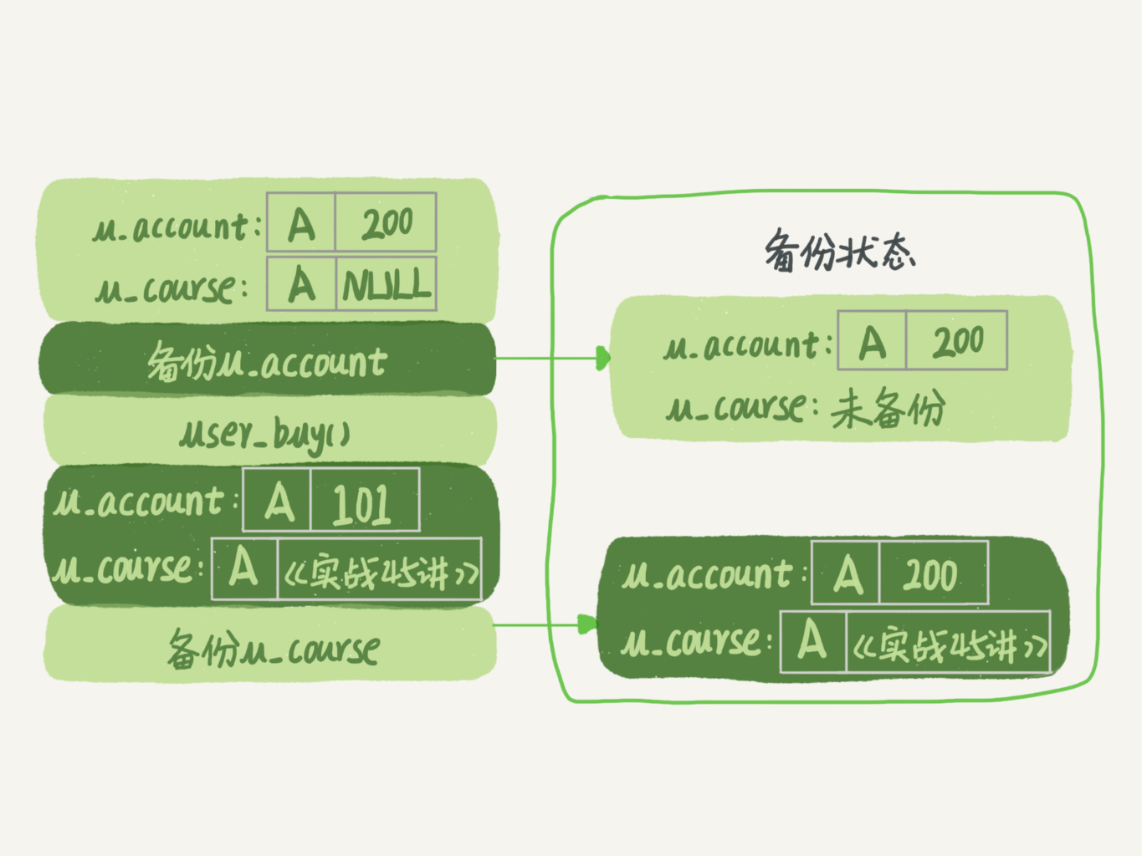 u_account: A 200
u_course: A NULL
备份u_account
user_buy()
u_account: A 101
u_course: A 《实战45讲》
备份u_course
备份状态
u_account: A 200
u_course: 未备份
u_account: A 200
u_course: A 《实战45讲》